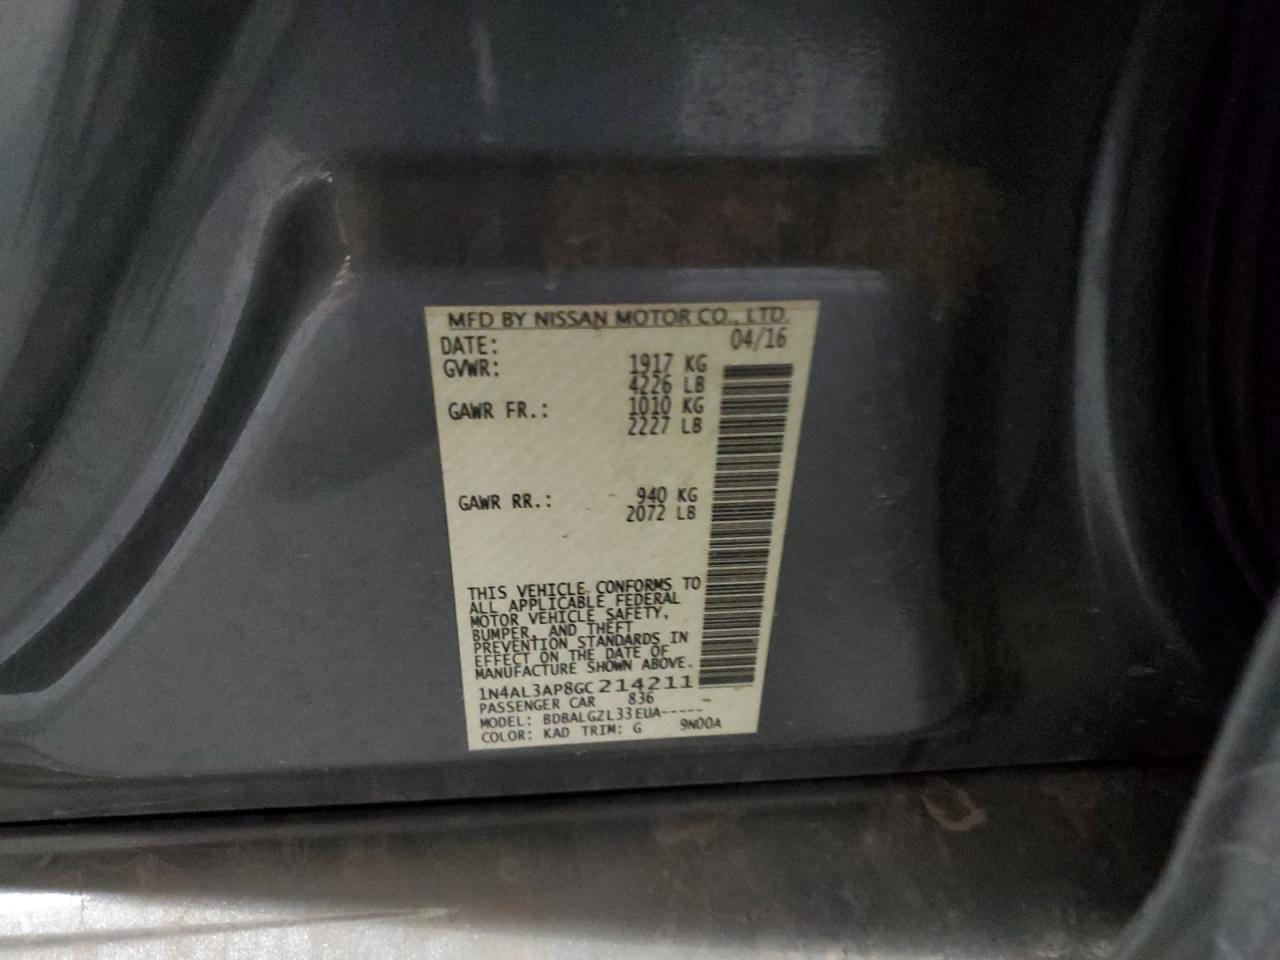 MFD BY NISSAN MOTOR CO., LTD.
DATE: 04/16
GVWR: 1917 KG
4226 LB
GAWR FR.: 1010 KG
2227 LB
GAWR RR.: 940 KG
2072 LB
THIS VEHICLE CONFORMS TO
ALL APPLICABLE FEDERAL
MOTOR VEHICLE SAFETY,
BUMPER, AND THEFT
PREVENTION STANDARDS IN
EFFECT ON THE DATE OF
MANUFACTURE SHOWN ABOVE.
1N4AL3AP8GC214211
PASSENGER CAR 836
MODEL: BDBALGZL33EUA-----
COLOR: KAD TRIM: G 9N00A